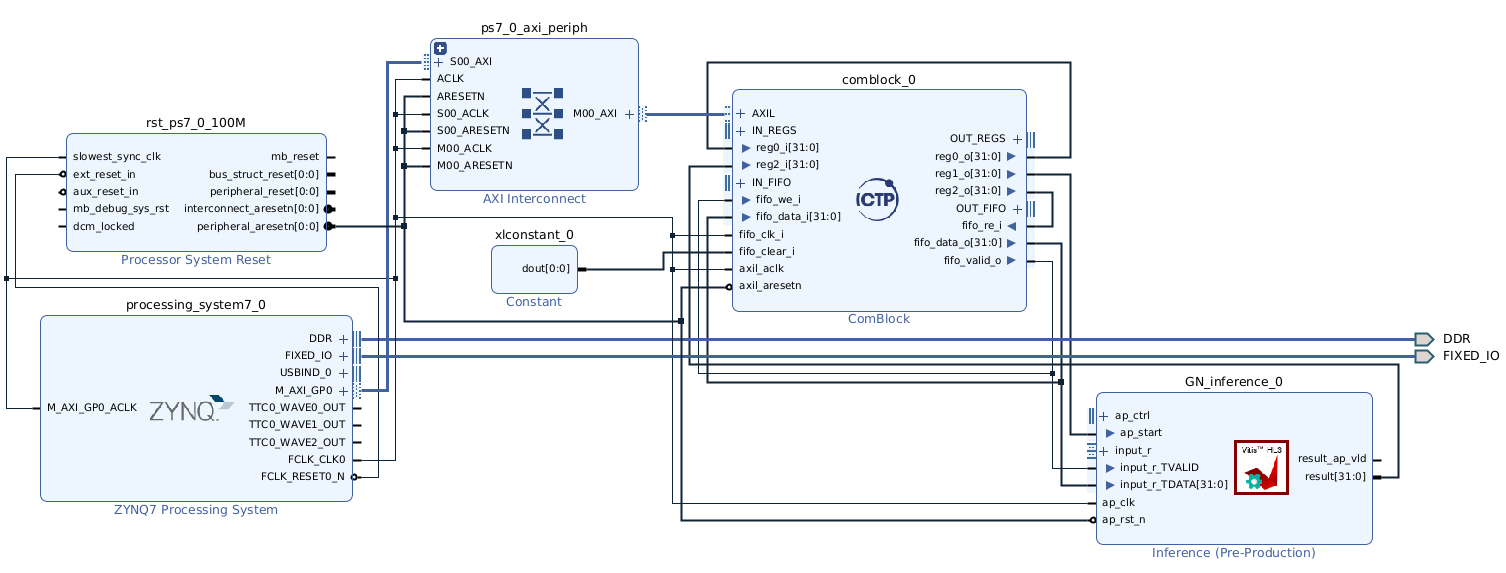 ps7_0_axi_periph
S00_AXI
ACLK
ARESETN
S00_ACLK
S00_ARESETN
M00_ACLK
M00_ARESETN
M00_AXI
AXI Interconnect
rst_ps7_0_100M
slowest_sync_clk
ext_reset_in
aux_reset_in
mb_debug_sys_rst
dcm_locked
mb_reset
bus_struct_reset[0:0]
peripheral_reset[0:0]
interconnect_aresetn[0:0]
peripheral_aresetn[0:0]
Processor System Reset
xlconstant_0
dout[0:0]
Constant
comblock_0
AXIL
IN_REGS
reg0_i[31:0]
reg2_i[31:0]
IN_FIFO
fifo_we_i
fifo_data_i[31:0]
fifo_clk_i
fifo_clear_i
axil_aclk
axil_aresetn
ICTP
OUT_REGS
reg0_o[31:0]
reg1_o[31:0]
reg2_o[31:0]
OUT_FIFO
fifo_re_i
fifo_data_o[31:0]
fifo_valid_o
ComBlock
processing_system7_0
M_AXI_GP0_ACLK
ZYNQ
DDR
FIXED_IO
USBIND_0
M_AXI_GP0
TTC0_WAVE0_OUT
TTC0_WAVE1_OUT
TTC0_WAVE2_OUT
FCLK_CLK0
FCLK_RESET0_N
ZYNQ7 Processing System
DDR
FIXED_IO
GN_inference_0
ap_ctrl
ap_start
input_r
input_r_TVALID
input_r_TDATA[31:0]
ap_clk
ap_rst_n
Vitis™ HLS
result_ap_vld
result[31:0]
Inference (Pre-Production)